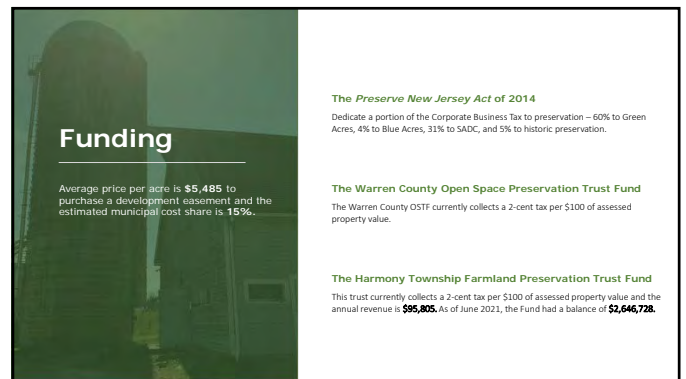 Funding
Average price per acre is $5,485 to
purchase a development easement and the
estimated municipal cost share is 15%.
The Preserve New Jersey Act of 2014
Dedicate a portion of the Corporate Business Tax to preservation – 60% to Green
Acres, 4% to Blue Acres, 31% to SADC, and 5% to historic preservation.
The Warren County Open Space Preservation Trust Fund
The Warren County OSTF currently collects a 2-cent tax per $100 of assessed
property value.
The Harmony Township Farmland Preservation Trust Fund
This trust currently collects a 2-cent tax per $100 of assessed property value and the
annual revenue is $95,805. As of June 2021, the Fund had a balance of $2,646,728.